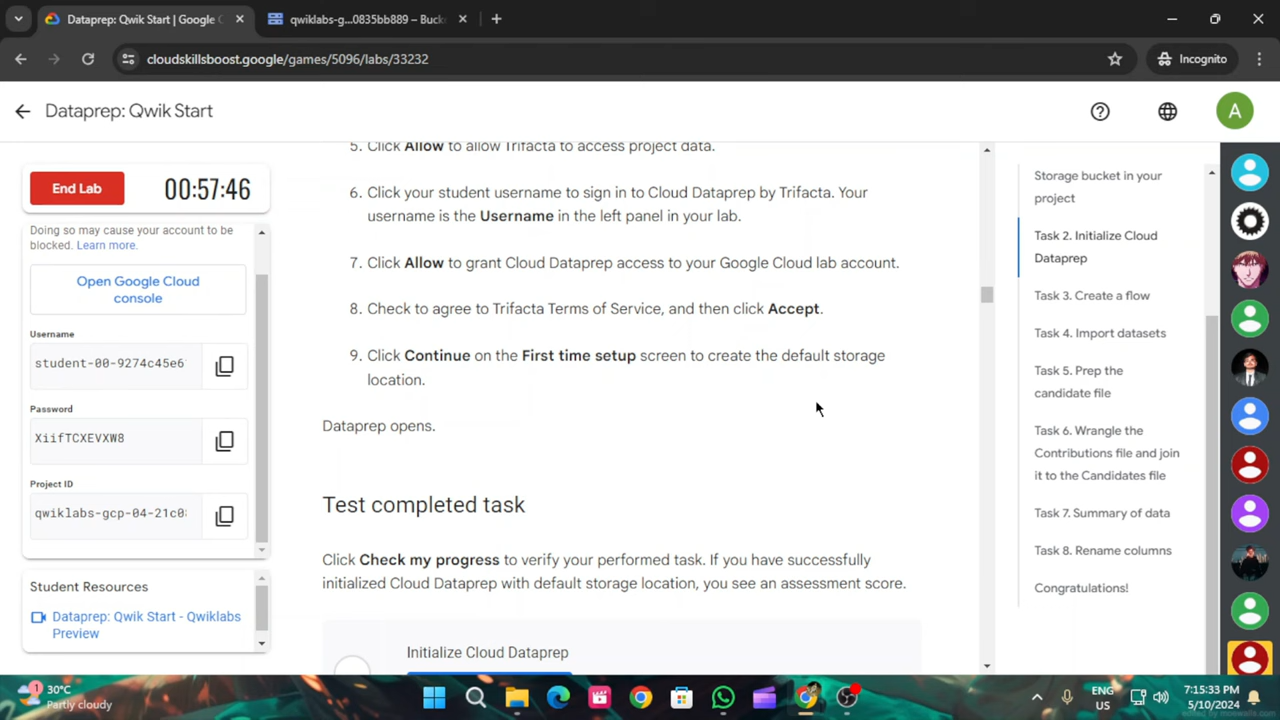 Dataprep: Qwik Start | Google C
qwiklabs-g...0835bb889 – Buck
cloudskillsboost.google/games/5096/labs/33232
Incognito
Dataprep: Qwik Start
A
End Lab
00:57:46
Doing so may cause your account to be
blocked. Learn more.
Open Google Cloud
console
Username
student-00-9274c45e6
Password
XiifTCXEVXW8
Project ID
qwiklabs-gcp-04-21c0
Student Resources
Dataprep: Qwik Start - Qwiklabs
Preview
5. Click Allow to allow Trifacta to access project data.
6. Click your student username to sign in to Cloud Dataprep by Trifacta. Your
username is the Username in the left panel in your lab.
7. Click Allow to grant Cloud Dataprep access to your Google Cloud lab account.
8. Check to agree to Trifacta Terms of Service, and then click Accept.
9. Click Continue on the First time setup screen to create the default storage
location.
Dataprep opens.
Test completed task
Click Check my progress to verify your performed task. If you have successfully
initialized Cloud Dataprep with default storage location, you see an assessment score.
Initialize Cloud Dataprep
Storage bucket in your
project
Task 2. Initialize Cloud
Dataprep
Task 3. Create a flow
Task 4. Import datasets
Task 5. Prep the
candidate file
Task 6. Wrangle the
Contributions file and join
it to the Candidates file
Task 7. Summary of data
Task 8. Rename columns
Congratulations!
1
30°C
Partly cloudy
ENG
US
7:15:33 PM
5/10/2024